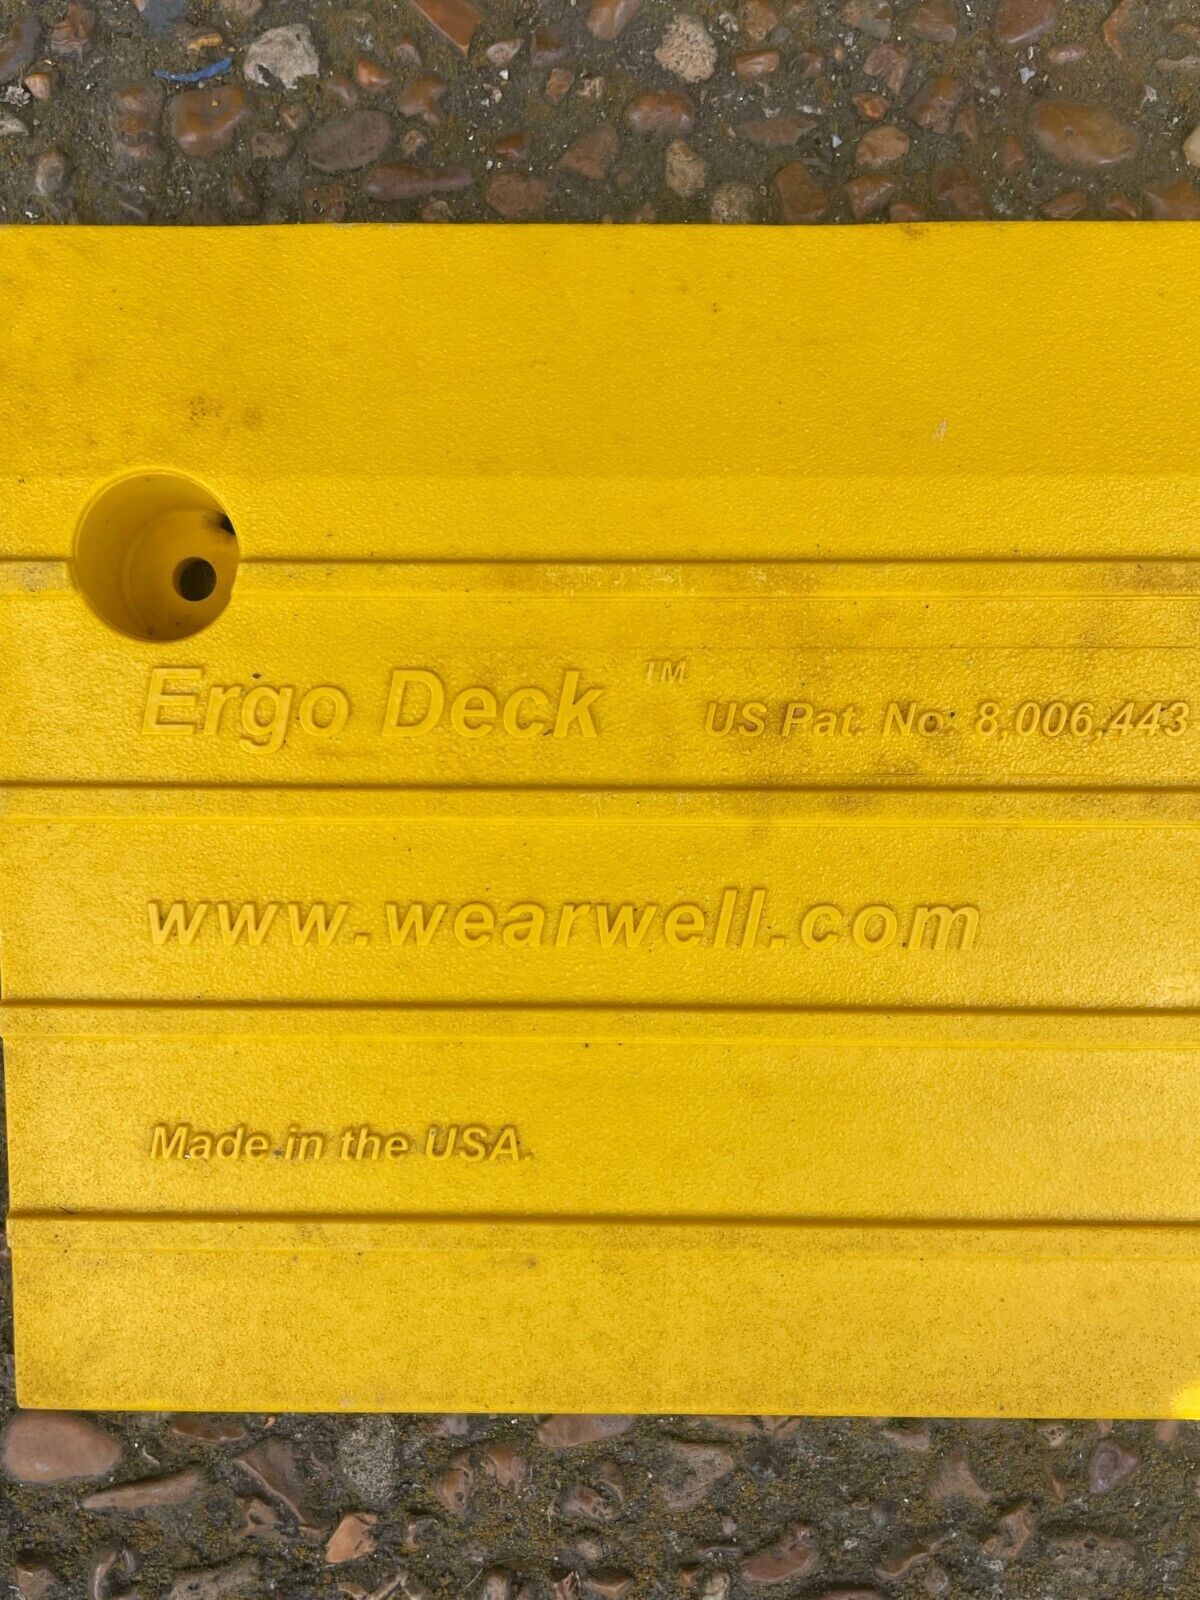 Ergo Deck ™ US Pat. No. 8,006,443
www.wearwell.com
Made in the USA.